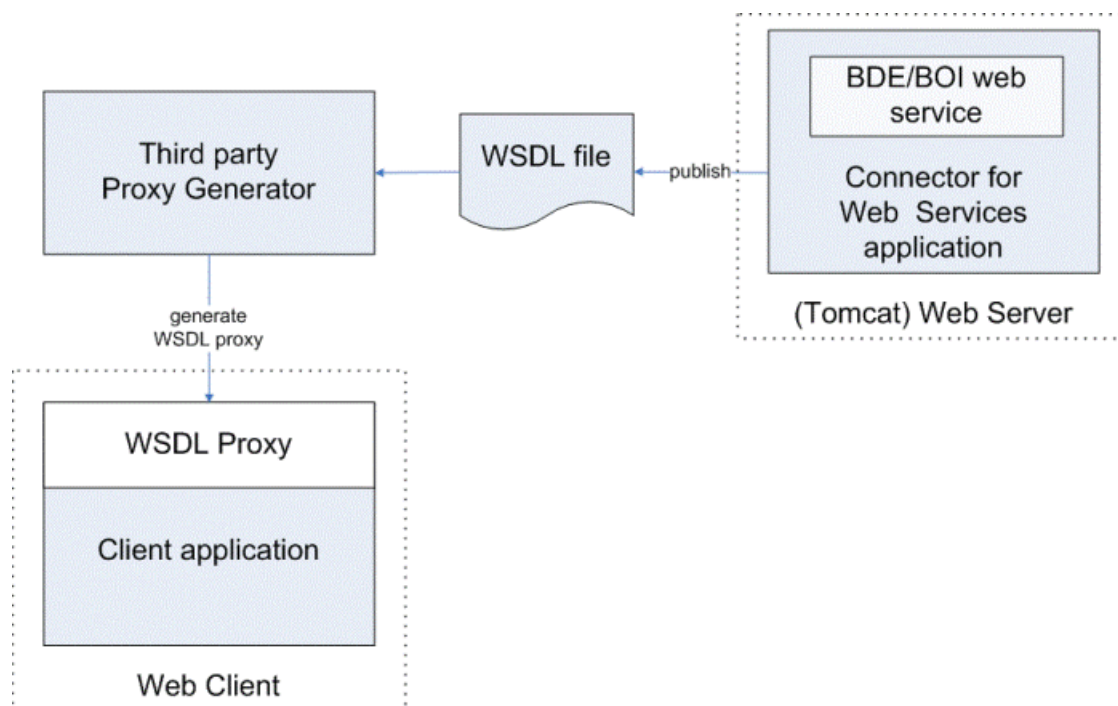 BDE/BOI web
service
Connector for
Web Services
application
(Tomcat) Web Server
publish
WSDL file
Third party
Proxy Generator
generate
WSDL proxy
WSDL Proxy
Client application
Web Client